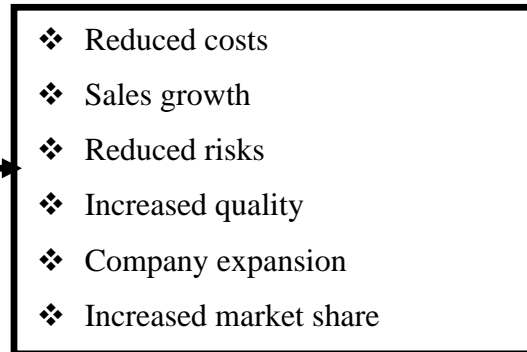 ❖ Reduced costs
❖ Sales growth
❖ Reduced risks
❖ Increased quality
❖ Company expansion
❖ Increased market share